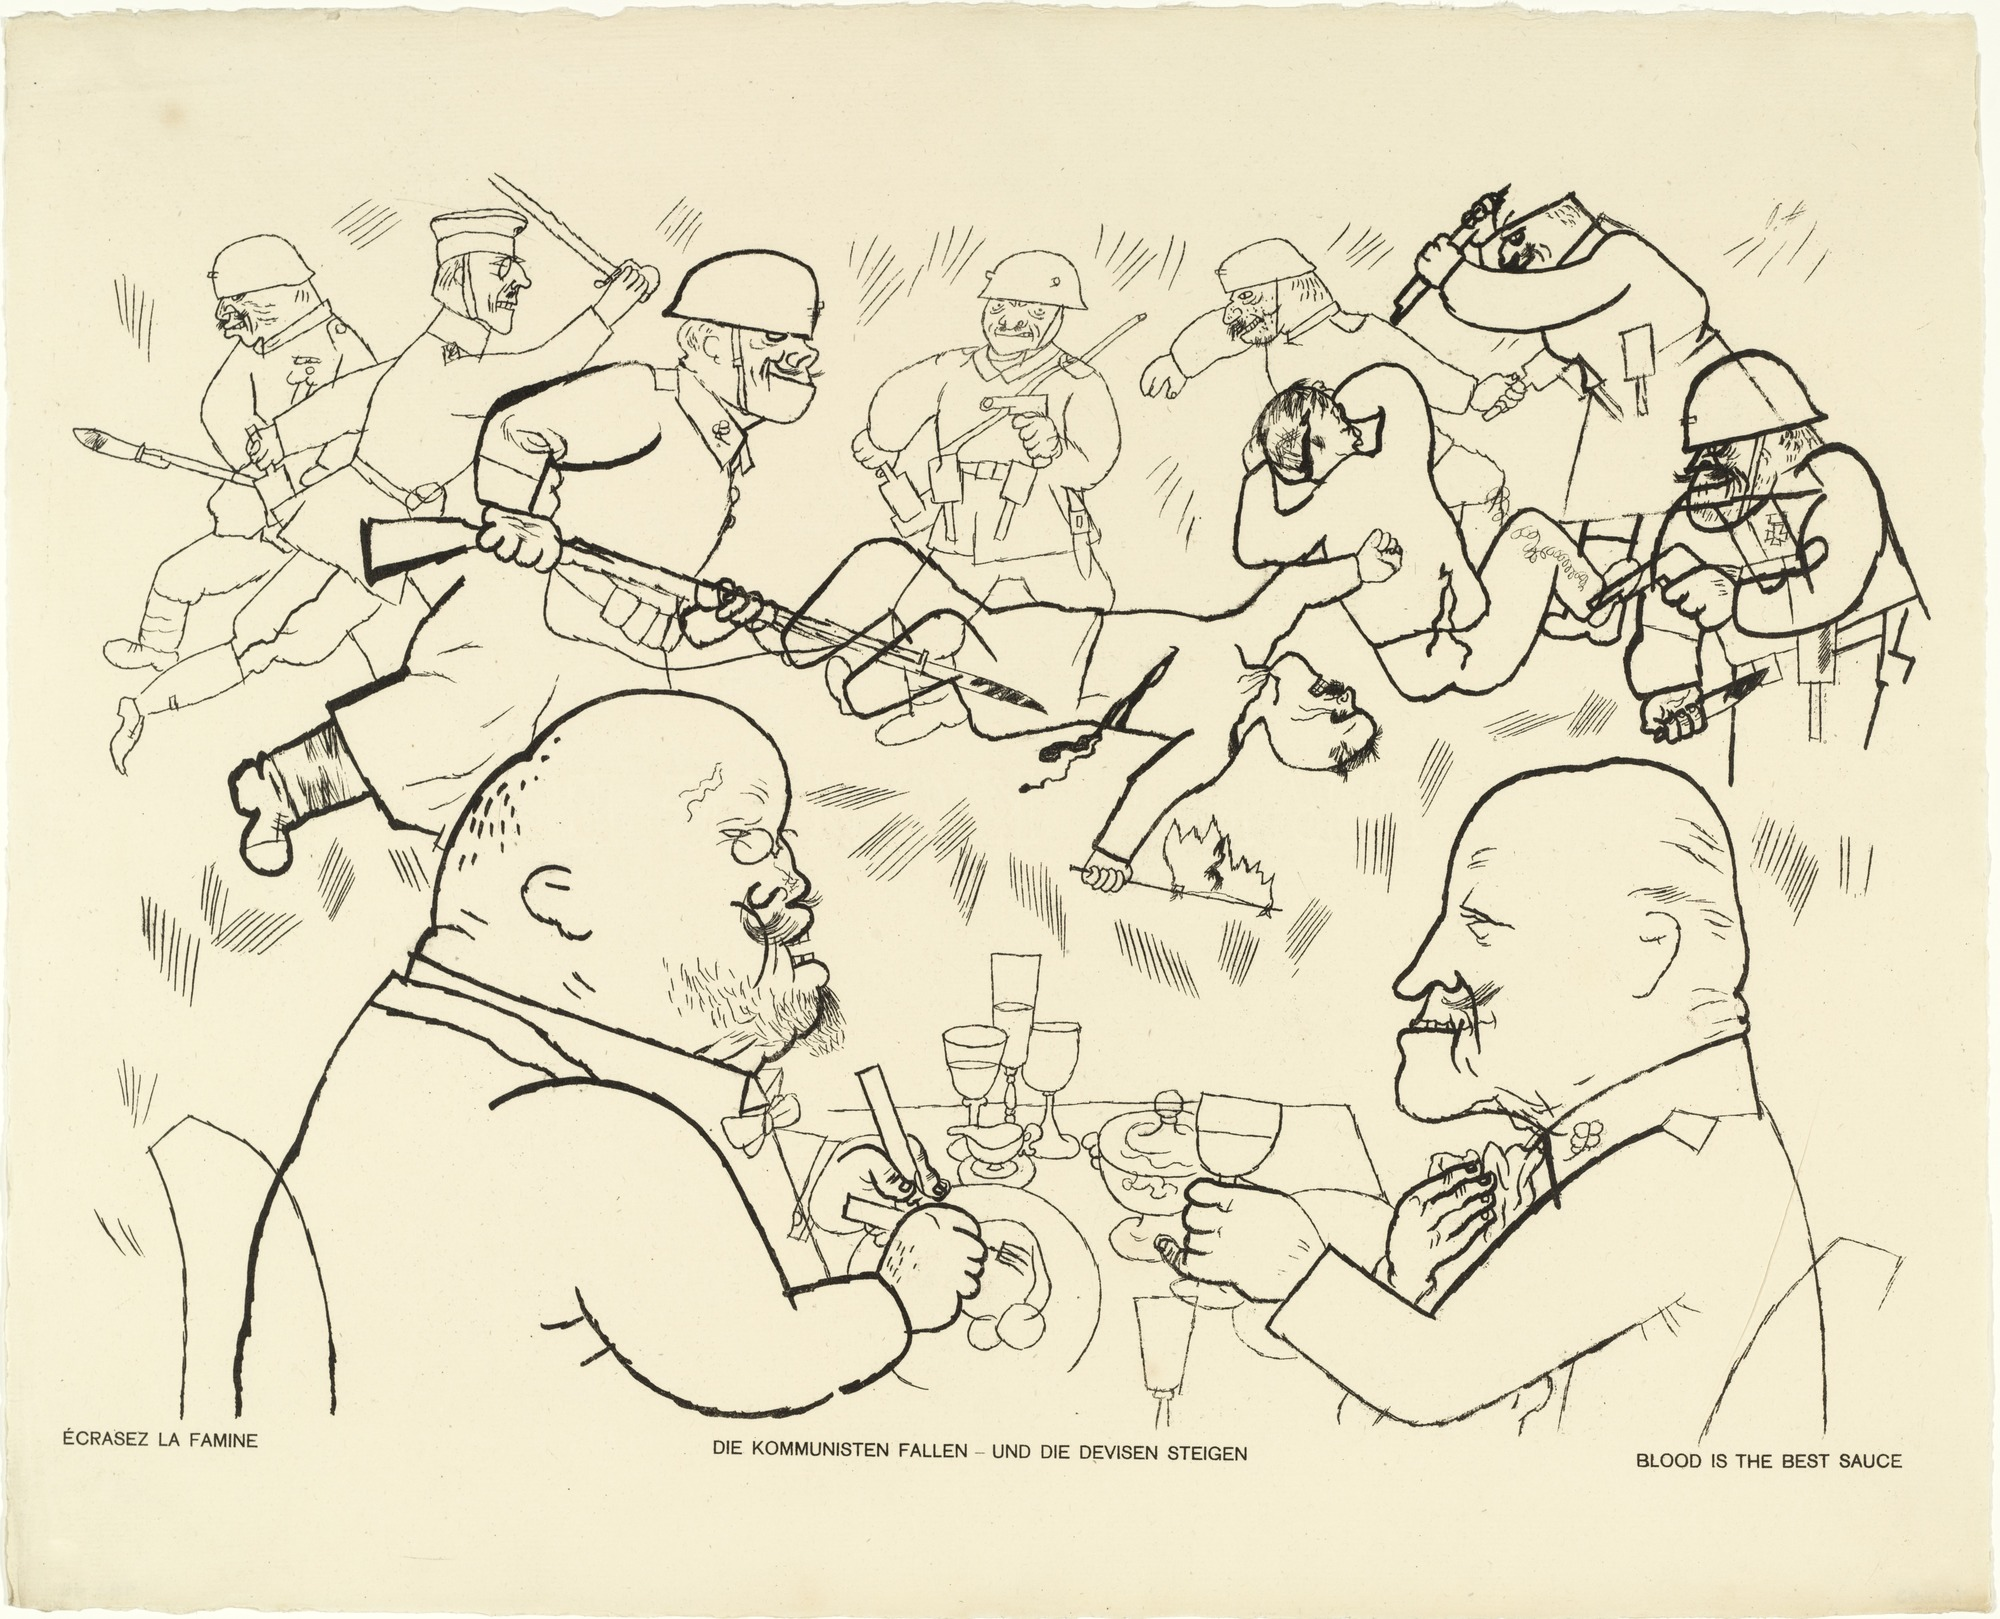 ÉCRASEZ LA FAMINE
DIE KOMMUNISTEN FALLEN – UND DIE DEVISEN STEIGEN
BLOOD IS THE BEST SAUCE